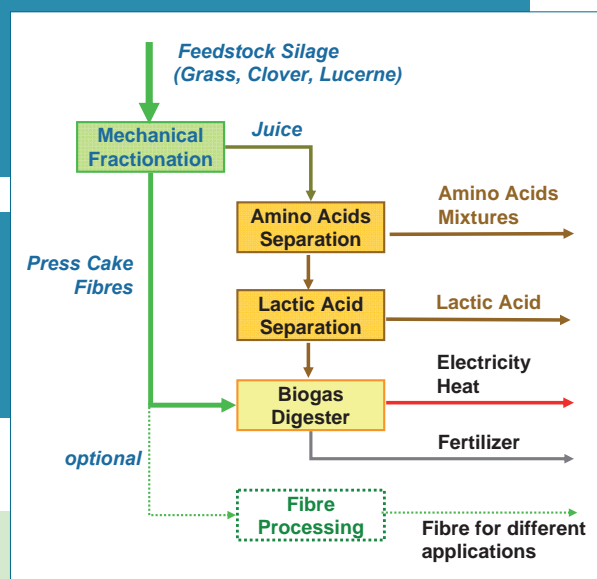 Feedstock Silage
(Grass, Clover, Lucerne)
Mechanical
Fractionation
Juice
Amino Acids
Separation
Amino Acids
Mixtures
Press Cake
Fibres
Lactic Acid
Separation
Lactic Acid
Biogas
Digester
Electricity
Heat
Fertilizer
optional
Fibre
Processing
Fibre for different
applications